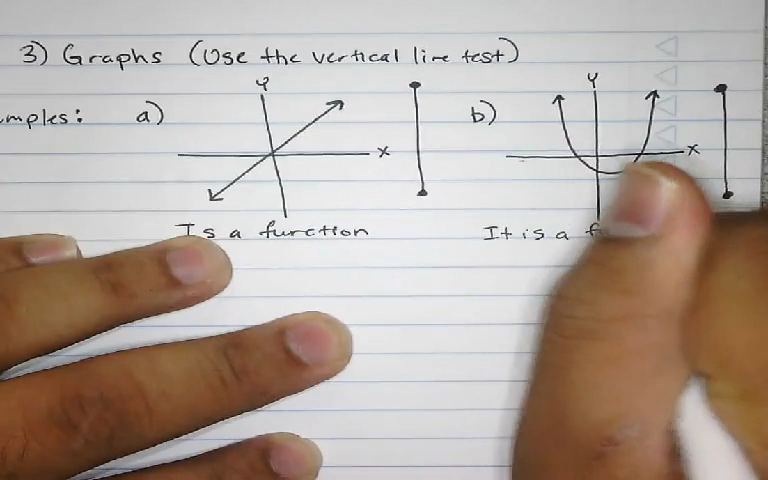 3) Graphs (Use the vertical line test)
mples: a) Y X b) Y X
Is a function It is a f